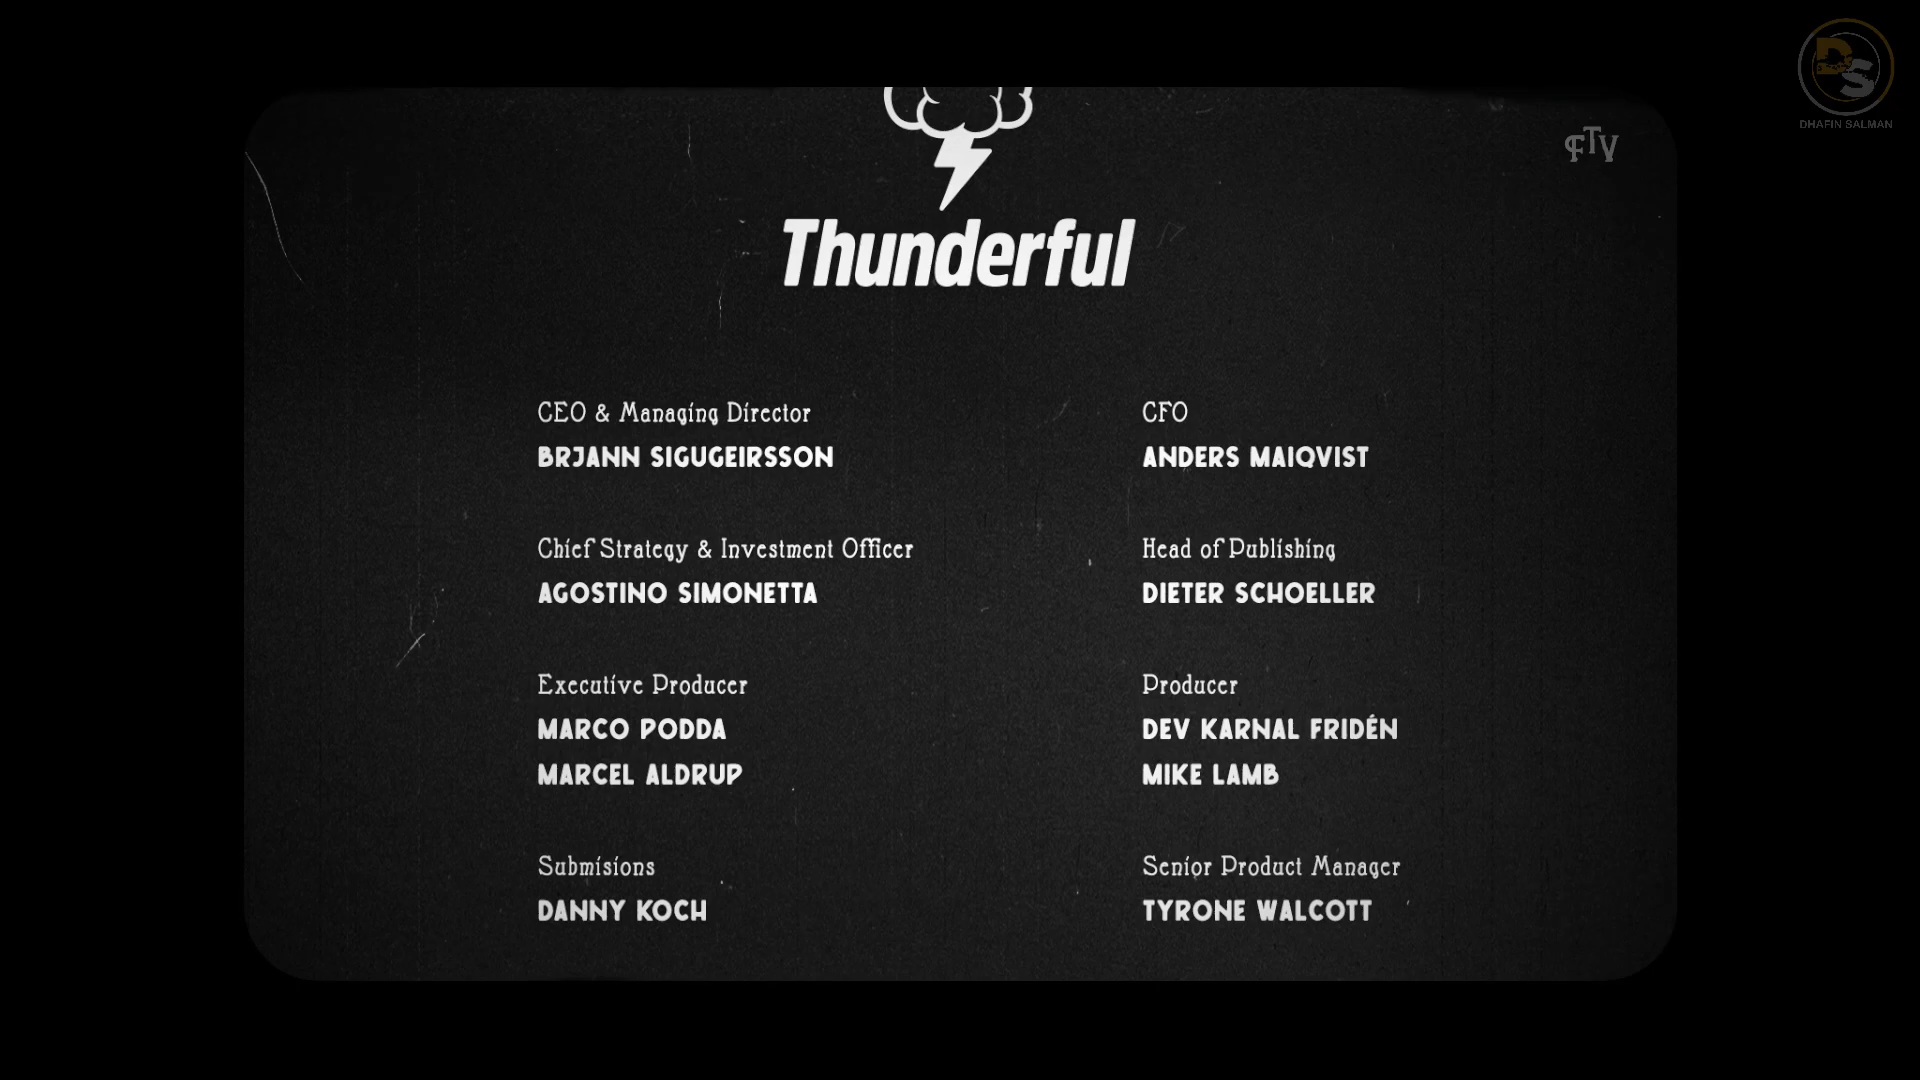 DS
DHAFIN SALMAN
FTV
Thunderful
CEO & Managing Director
BRJANN SIGUGEIRSSON
CFO
ANDERS MAIQVIST
Chief Strategy & Investment Officer
AGOSTINO SIMONETTA
Head of Publishing
DIETER SCHOELLER
Executive Producer
MARCO PODDA
MARCEL ALDRUP
Producer
DEV KARNAL FRIDÉN
MIKE LAMB
Submisions
DANNY KOCH
Senior Product Manager
TYRONE WALCOTT